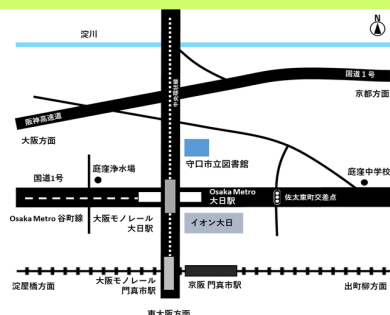 淀川
N
国道1号
中央環状線
京都方面
阪神高速道
大阪方面
守口市立図書館
庭窪浄水場
庭窪中学校
国道1号
Osaka Metro
大日駅
佐太東町交差点
Osaka Metro 谷町線
大阪モノレール
大日駅
イオン大日
淀屋橋方面
大阪モノレール
門真市駅
京阪 門真市駅
出町柳方面
東大阪方面